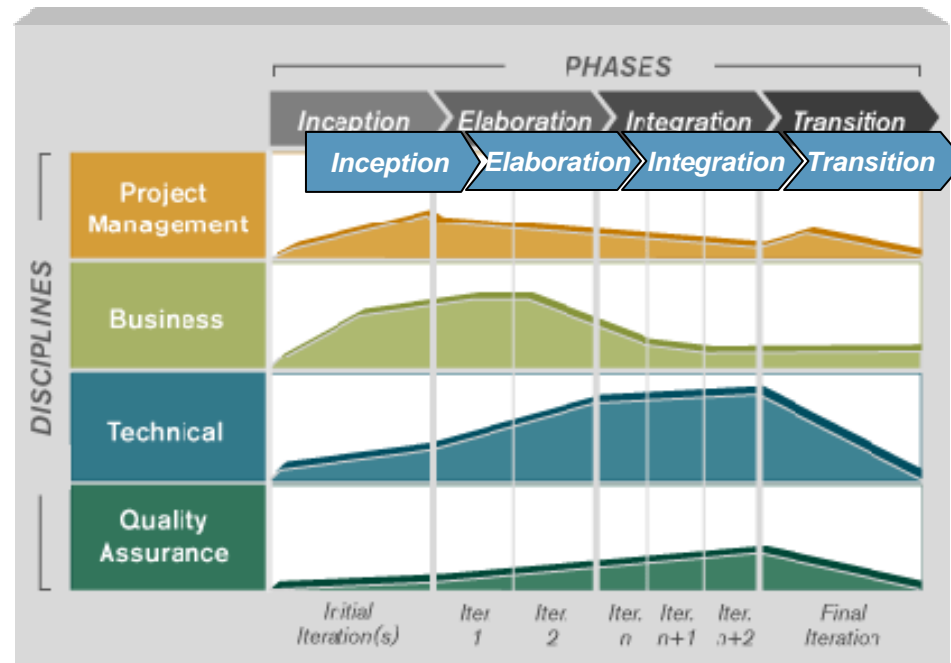 PHASES
Inception Elaboration Integration Transition
Inception Elaboration Integration Transition
DISCIPLINES
Project
Management
Business
Technical
Quality
Assurance
Initial
Iteration(s)
Iter.
1
Iter.
2
Iter.
n
Iter.
n+1
Iter.
n+2
Final
Iteration